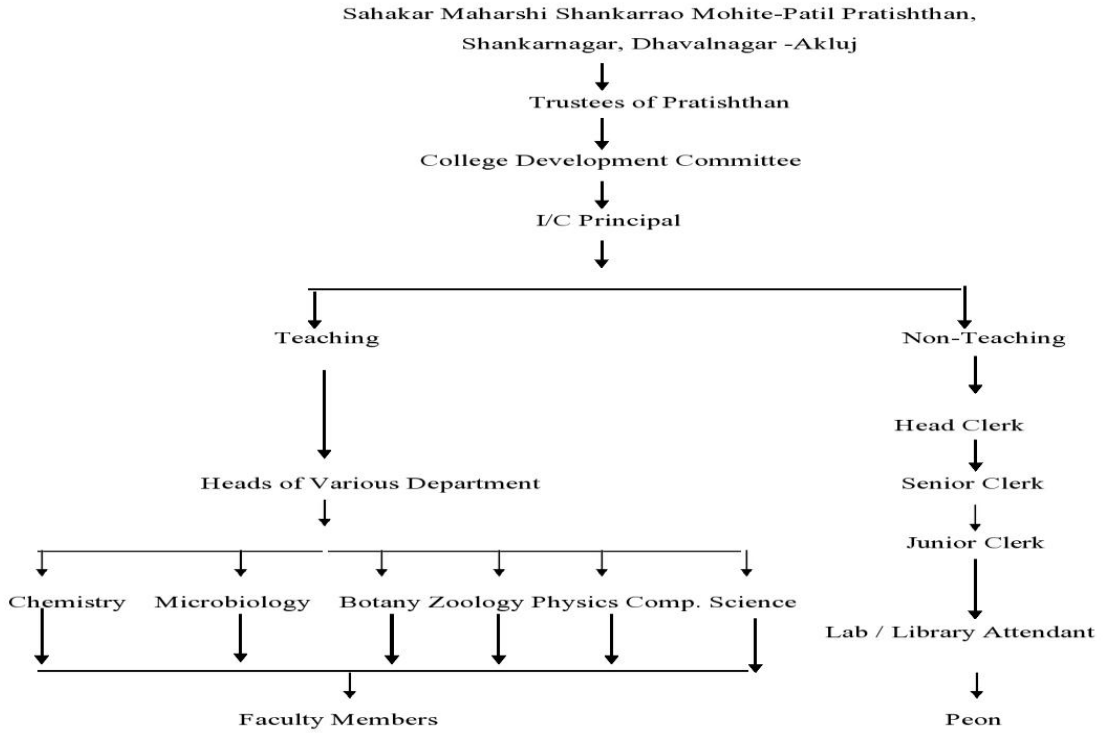 Sahakar Maharshi Shankarrao Mohite-Patil Pratishthan,
Shankarnagar, Dhavalnagar -Akluj
Trustees of Pratishthan
College Development Committee
I/C Principal
Teaching
Non-Teaching
Head Clerk
Heads of Various Department
Senior Clerk
Junior Clerk
Chemistry Microbiology Botany Zoology Physics Comp. Science
Lab / Library Attendant
Faculty Members
Peon